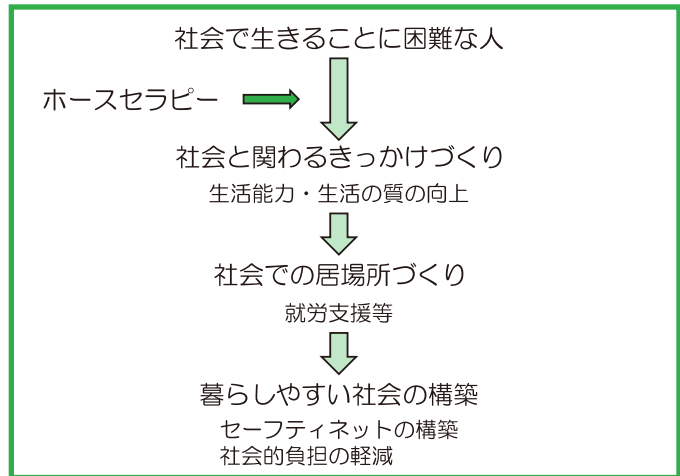 社会で生きることに困難な人
ホースセラピー
社会と関わるきっかけづくり
生活能力・生活の質の向上
社会での居場所づくり
就労支援等
暮らしやすい社会の構築
セーフティネットの構築
社会的負担の軽減